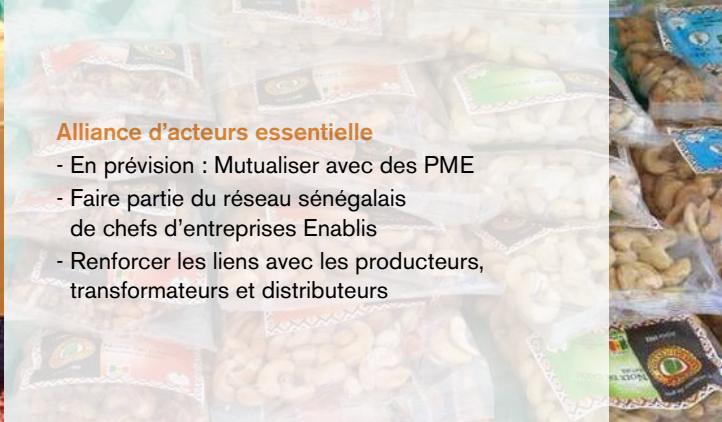 Alliance d’acteurs essentielle
- En prévision : Mutualiser avec des PME
- Faire partie du réseau sénégalais
de chefs d’entreprises Enablis
- Renforcer les liens avec les producteurs,
transformateurs et distributeurs